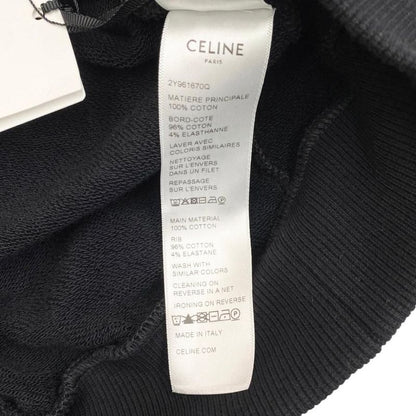 CELINE
PARIS
2Y961670Q
MATIERE PRINCIPALE
100% COTON
BORD-COTE
96% COTON
4% ELASTHANNE
LAVER AVEC
COLORIS SIMILAIRES
NETTOYAGE
SUR L'ENVERS
DANS UN FILET
REPASSAGE
SUR L'ENVERS
MAIN MATERIAL
100% COTTON
RIB
96% COTTON
4% ELASTANE
WASH WITH
SIMILAR COLORS
CLEANING ON
REVERSE IN A NET
IRONING ON REVERSE
MADE IN ITALY
CELINE.COM